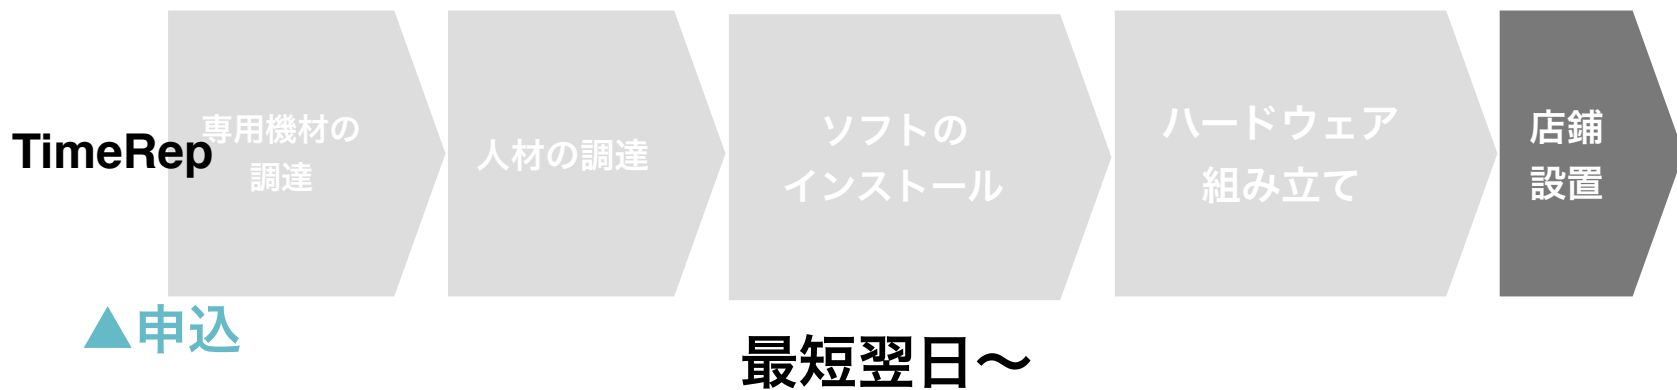 TimeRep
専用機材の
調達
人材の調達
ソフトの
インストール
ハードウェア
組み立て
店鋪
設置
▲申込
最短翌日〜